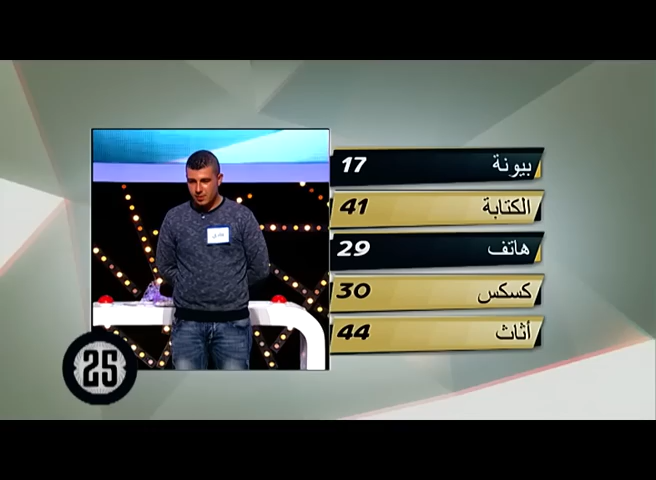 بيونة 17
الكتابة 41
هاتف 29
كسكس 30
أثاث 44
25